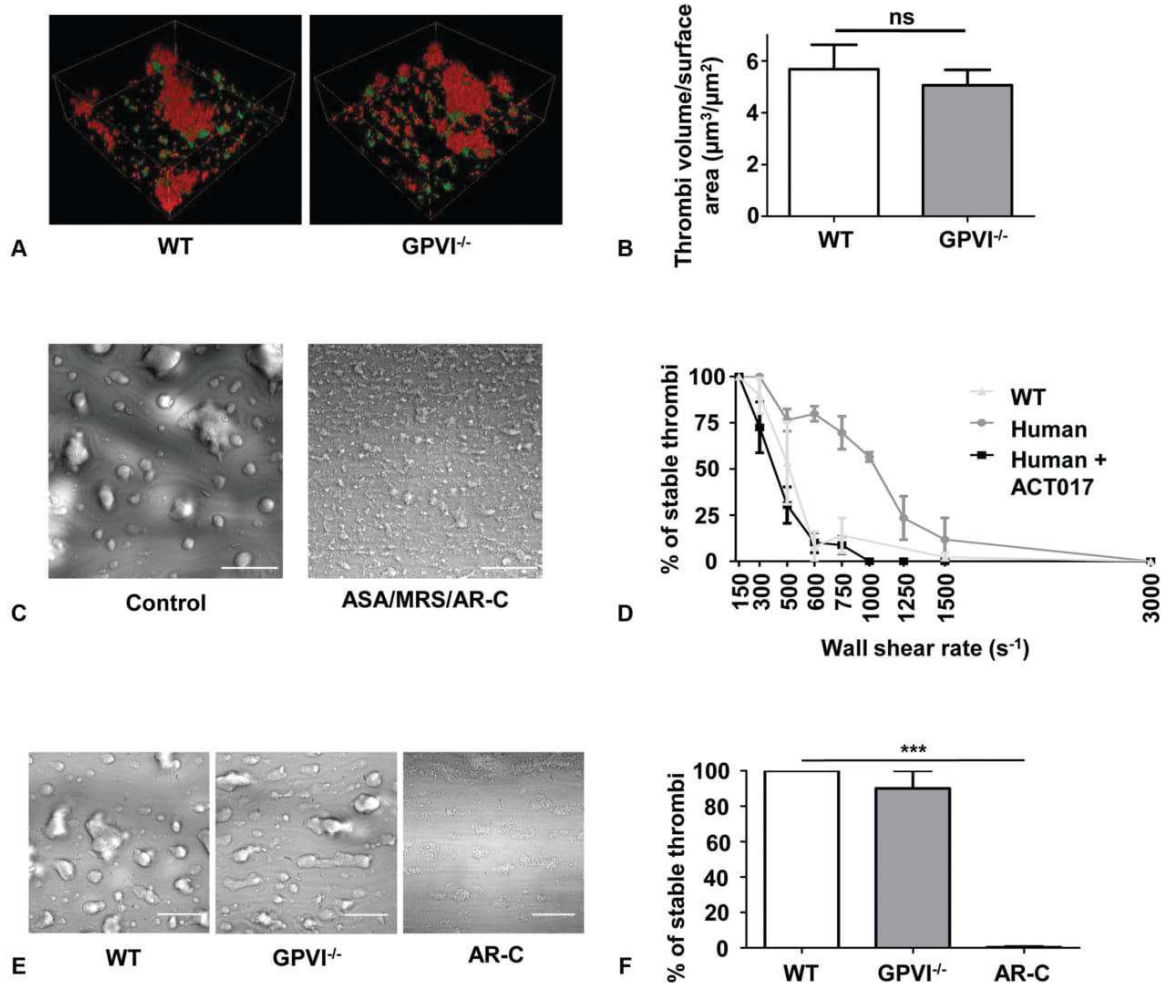 WT
GPVI-/-
A
ns
Thrombi volume/surface
area (µm³/µm²)
6
4
2
0
WT
GPVI-/-
B
Control
ASA/MRS/AR-C
C
% of stable thrombi
100
75
50
25
0
WT
Human
Human +
ACT017
150
300
500
600
750
1000
1250
1500
3000
Wall shear rate (s-1)
D
WT
GPVI-/-
AR-C
E
***
% of stable thrombi
100
80
60
40
20
0
WT
GPVI-/-
AR-C
F